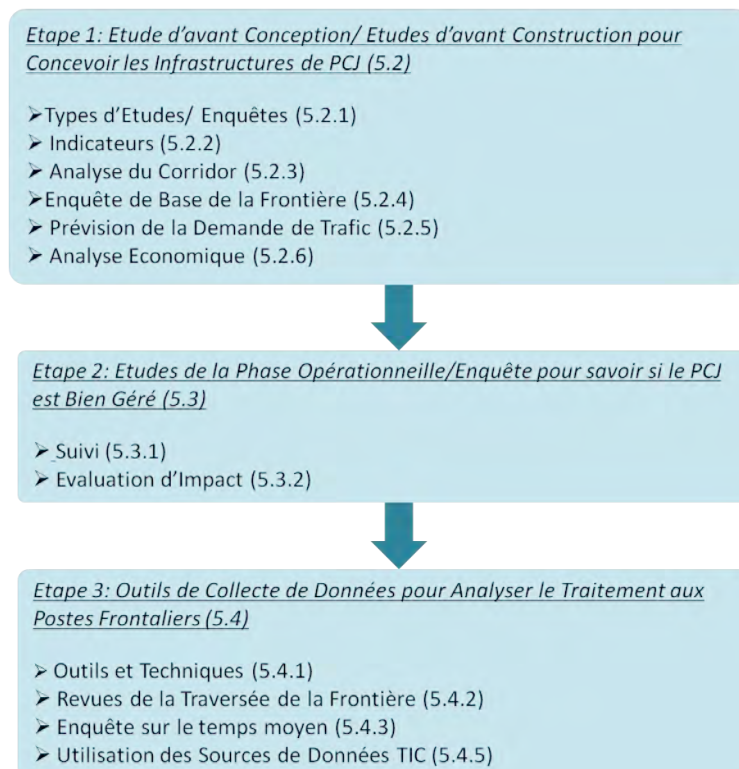 Etape 1: Etude d'avant Conception/ Etudes d'avant Construction pour
Concevoir les Infrastructures de PCJ (5.2)
➢Types d'Etudes/ Enquêtes (5.2.1)
➢ Indicateurs (5.2.2)
➢ Analyse du Corridor (5.2.3)
➢Enquête de Base de la Frontière (5.2.4)
➢ Prévision de la Demande de Trafic (5.2.5)
➢ Analyse Economique (5.2.6)
Etape 2: Etudes de la Phase Opérationneille/Enquête pour savoir si le PCJ
est Bien Géré (5.3)
➢ Suivi (5.3.1)
➢ Evaluation d'Impact (5.3.2)
Etape 3: Outils de Collecte de Données pour Analyser le Traitement aux
Postes Frontaliers (5.4)
➢ Outils et Techniques (5.4.1)
➢ Revues de la Traversée de la Frontière (5.4.2)
➢ Enquête sur le temps moyen (5.4.3)
➢ Utilisation des Sources de Données TIC (5.4.5)